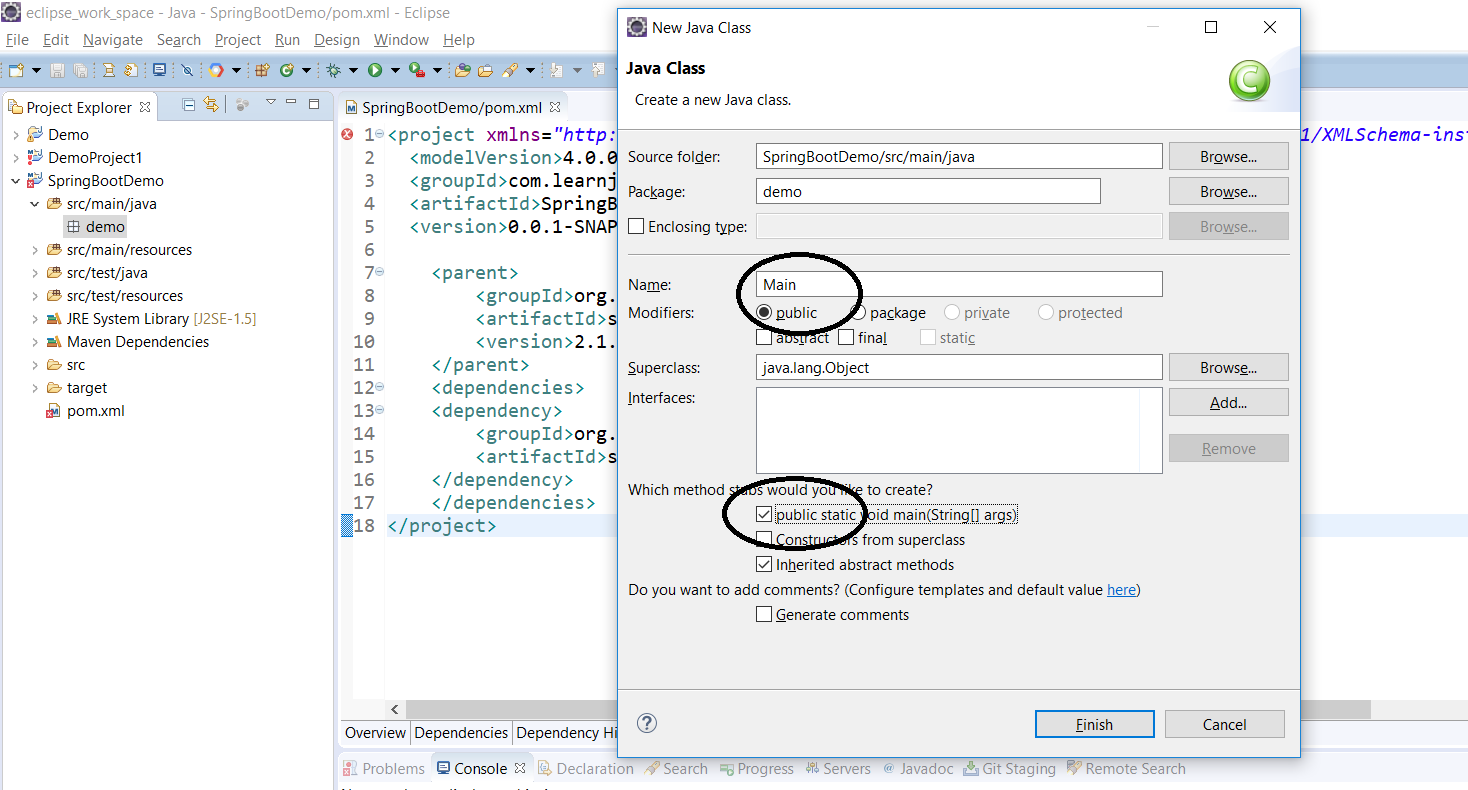 eclipse_work_space - Java - SpringBootDemo/pom.xml - Eclipse
File Edit Navigate Search Project Run Design Window Help
Project Explorer
Demo
DemoProject1
SpringBootDemo
src/main/java
demo
src/main/resources
src/test/java
src/test/resources
JRE System Library [J2SE-1.5]
Maven Dependencies
src
target
pom.xml
SpringBootDemo/pom.xml
1 <project xmlns="http: 1/XMLSchema-inst
2 <modelVersion>4.0.0
3 <groupId>com.learnj
4 <artifactId>SpringB
5 <version>0.0.1-SNAP
6
7 <parent>
8 <groupId>org.
9 <artifactId>s
10 <version>2.1.
11 </parent>
12 <dependencies>
13 <dependency>
14 <groupId>org.
15 <artifactId>s
16 </dependency>
17 </dependencies>
18 </project>
Overview Dependencies Dependency Hi
Problems Console Declaration Search Progress Servers Javadoc Git Staging Remote Search
New Java Class
Java Class
Create a new Java class.
Source folder: SpringBootDemo/src/main/java Browse...
Package: demo Browse...
Enclosing type: Browse...
Name: Main
Modifiers: public package private protected
abstract final static
Superclass: java.lang.Object Browse...
Interfaces: Add...
Remove
Which method stubs would you like to create?
public static void main(String[] args)
Constructors from superclass
Inherited abstract methods
Do you want to add comments? (Configure templates and default value here)
Generate comments
Finish Cancel